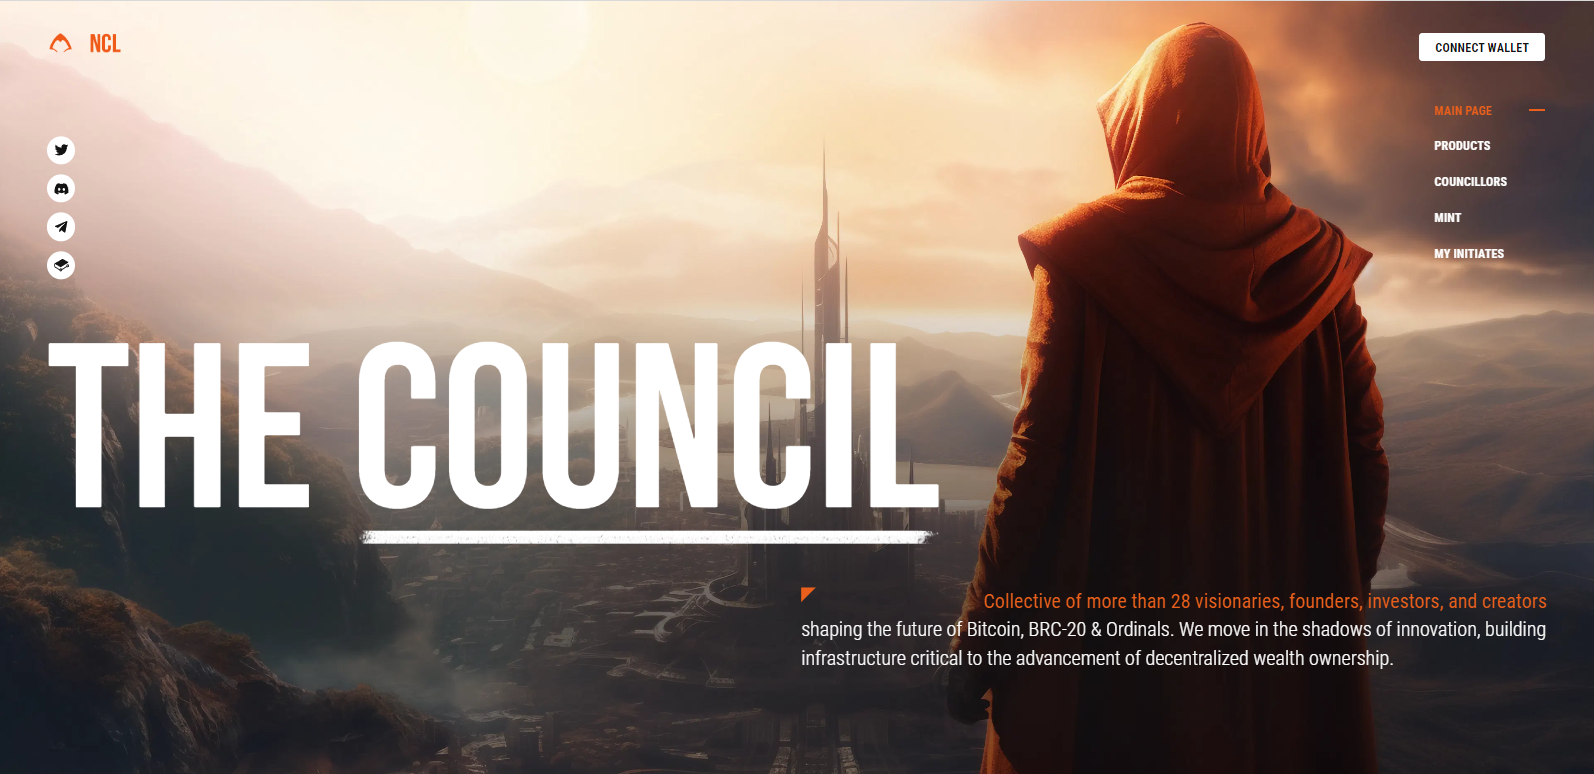 NCL
CONNECT WALLET
MAIN PAGE
PRODUCTS
COUNCILLORS
MINT
MY INITIATES
THE COUNCIL
Collective of more than 28 visionaries, founders, investors, and creators
shaping the future of Bitcoin, BRC-20 & Ordinals. We move in the shadows of innovation, building
infrastructure critical to the advancement of decentralized wealth ownership.